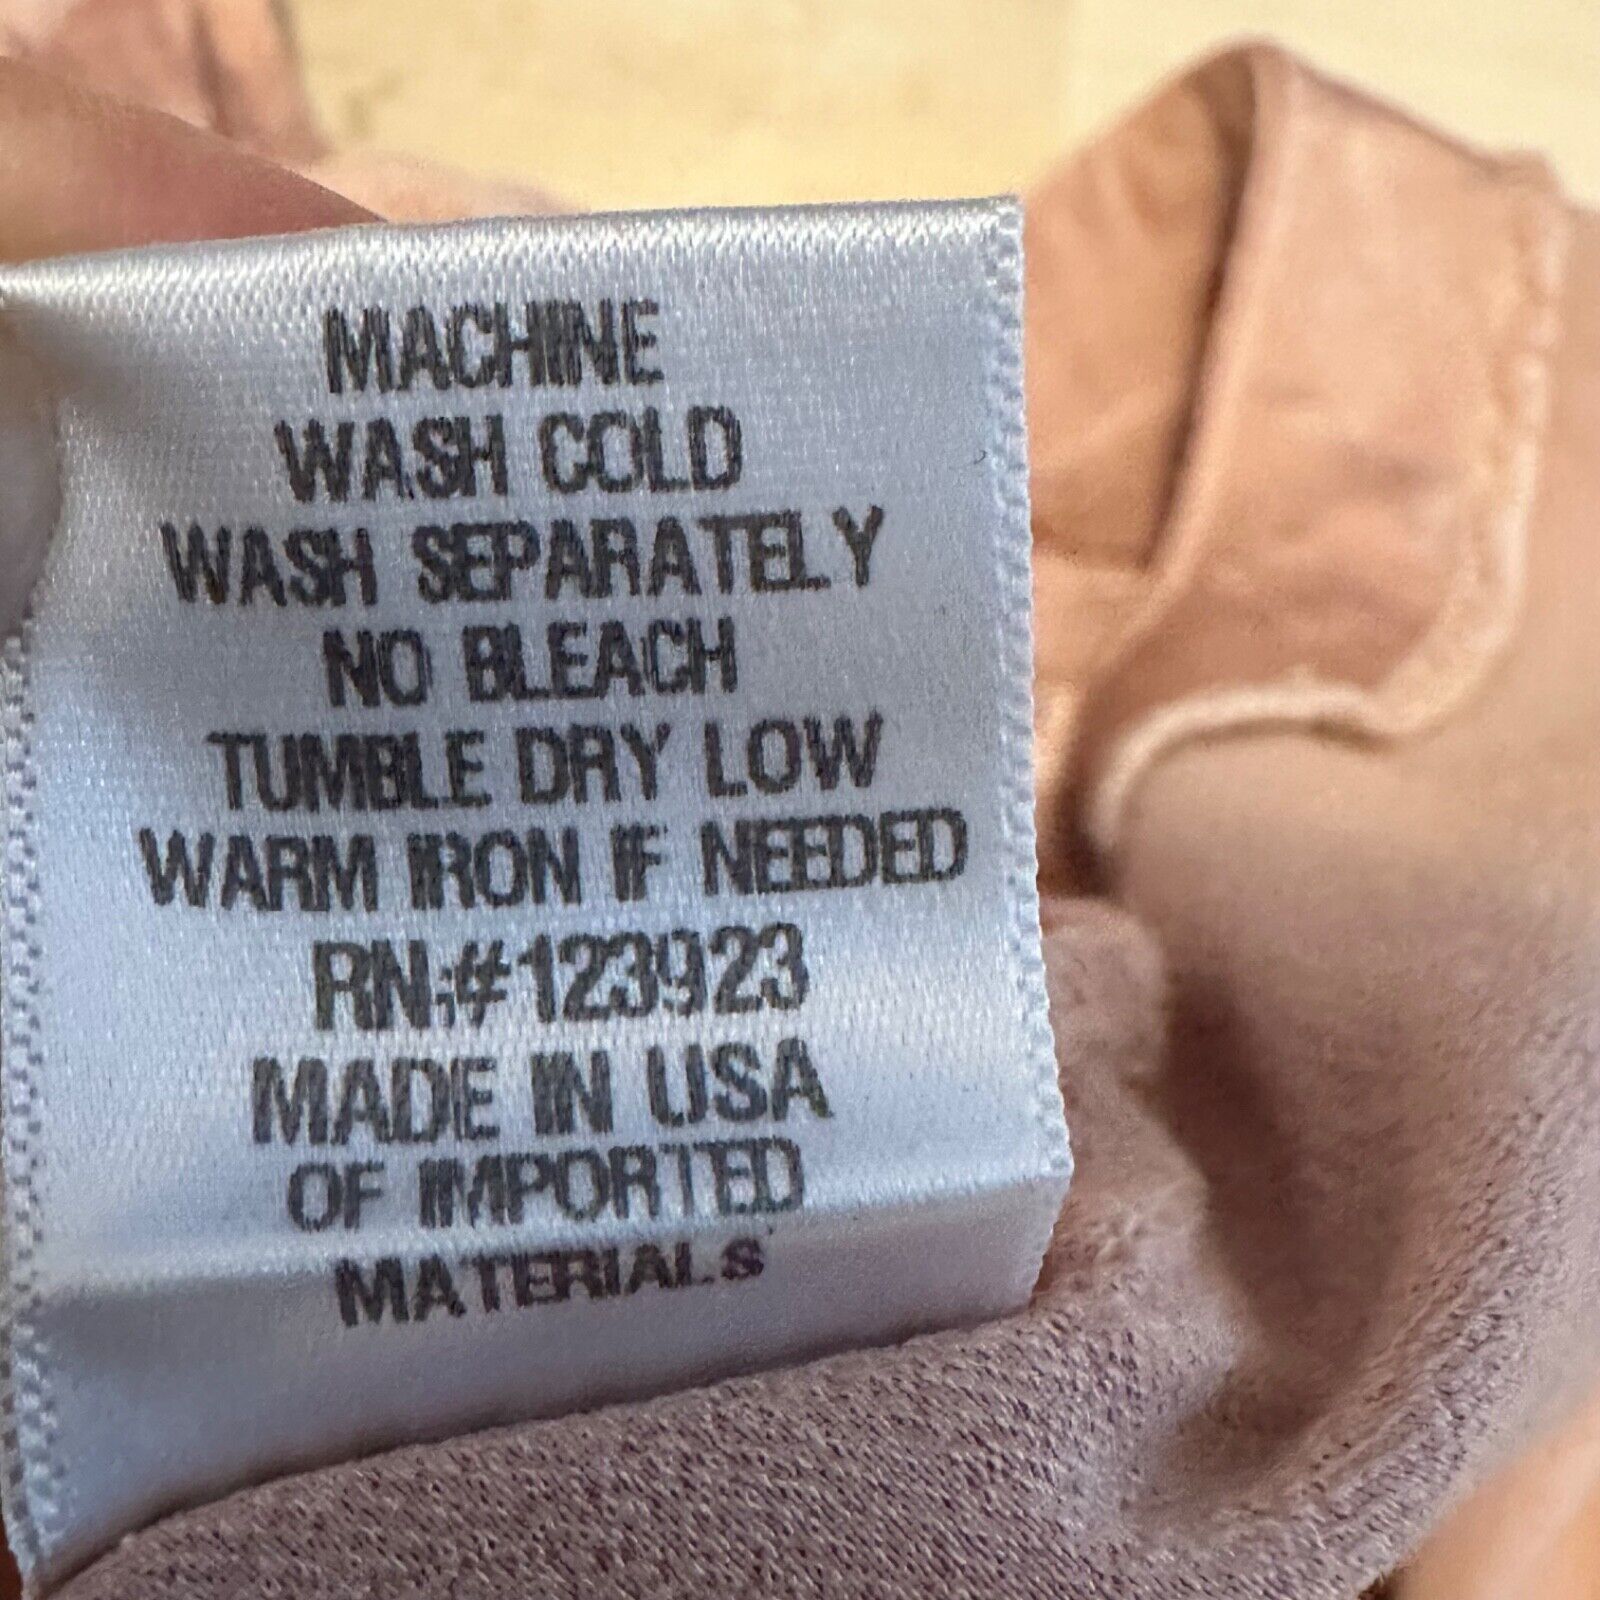 MACHINE
WASH COLD
WASH SEPARATELY
NO BLEACH
TUMBLE DRY LOW
WARM IRON IF NEEDED
RN:#123923
MADE IN USA
OF IMPORTED
MATERIALS